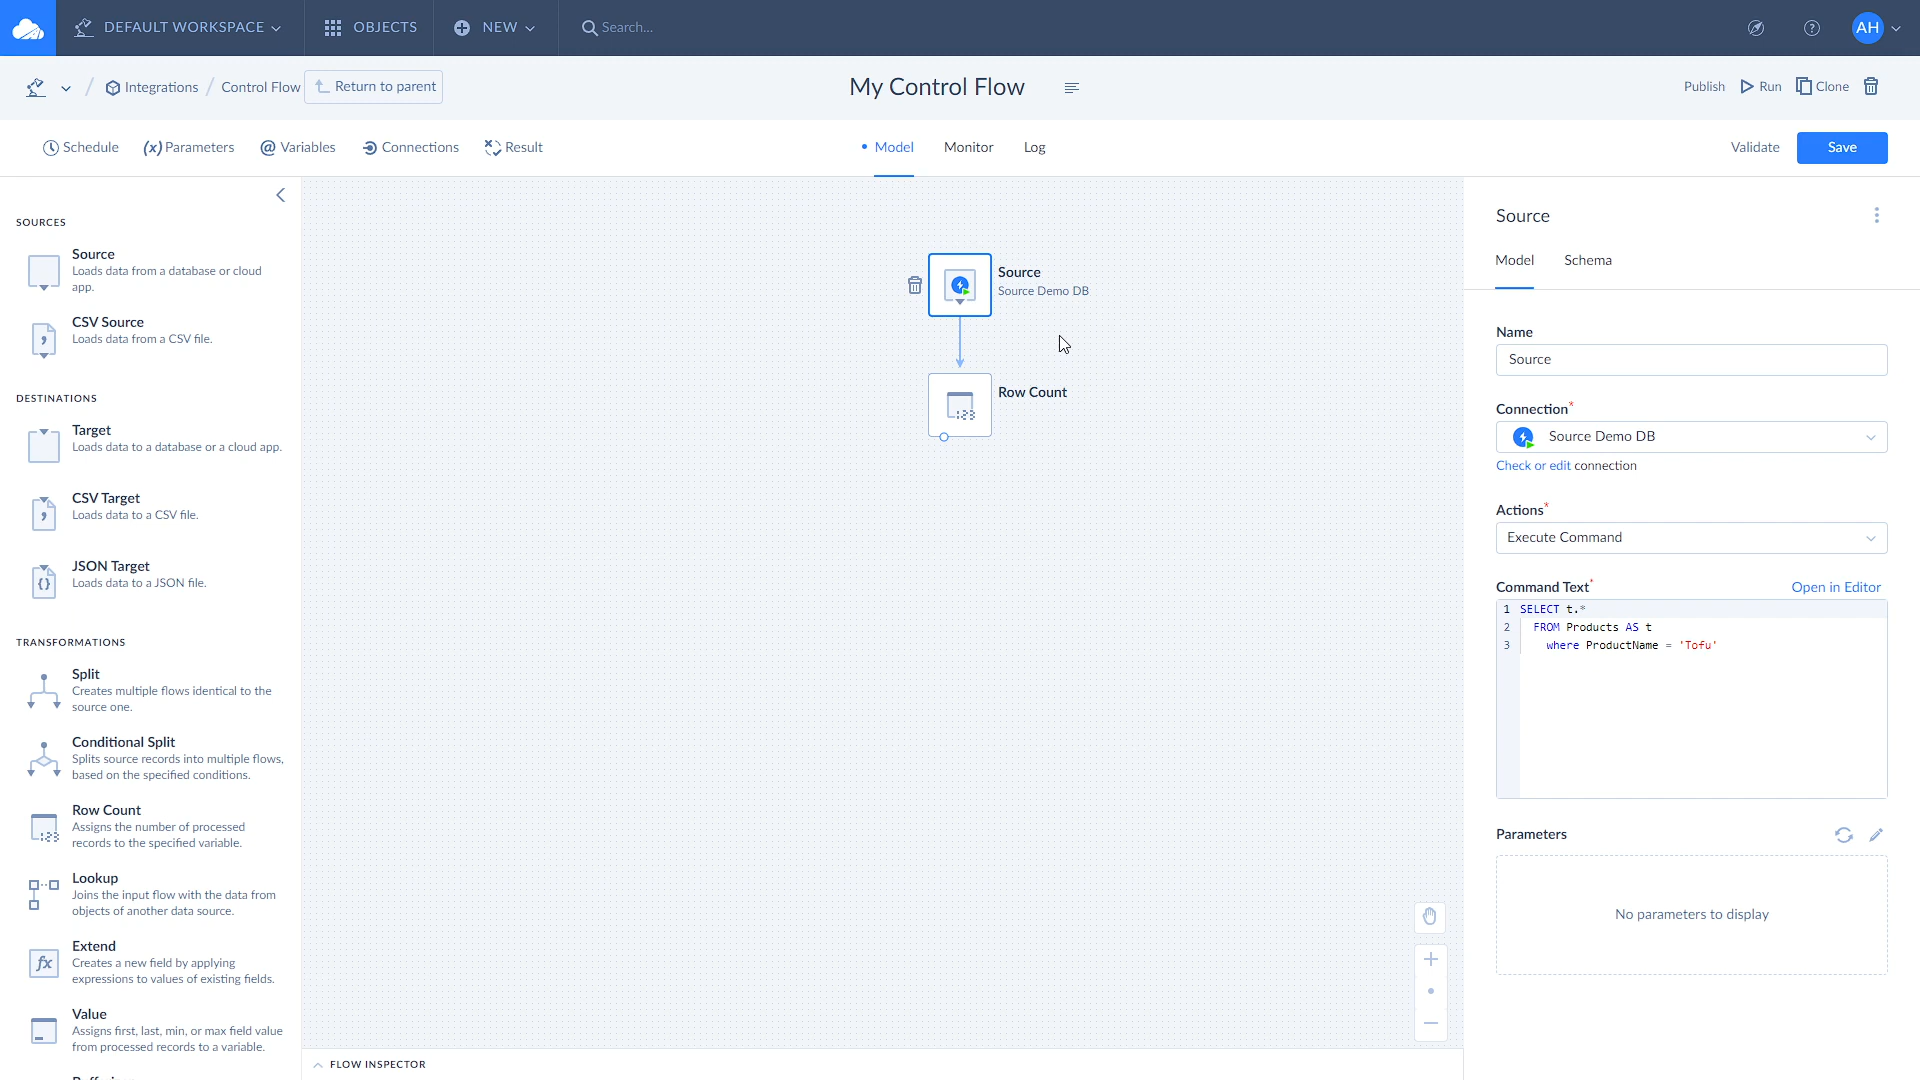 DEFAULT WORKSPACE
OBJECTS
NEW
Search...
AH
/ Integrations / Control Flow
Return to parent
My Control Flow
Publish
Run
Clone
Schedule
(x) Parameters
@ Variables
Connections
Result
Model
Monitor
Log
Validate
Save
SOURCES
Source
Loads data from a database or cloud
app.
CSV Source
Loads data from a CSV file.
DESTINATIONS
Target
Loads data to a database or a cloud app.
CSV Target
Loads data to a CSV file.
JSON Target
Loads data to a JSON file.
TRANSFORMATIONS
Split
Creates multiple flows identical to the
source one.
Conditional Split
Splits source records into multiple flows,
based on the specified conditions.
Row Count
Assigns the number of processed
records to the specified variable.
Lookup
Joins the input flow with the data from
objects of another data source.
fx
Extend
Creates a new field by applying
expressions to values of existing fields.
Value
Assigns first, last, min, or max field value
from processed records to a variable.
Source
Source Demo DB
Row Count
123
FLOW INSPECTOR
Source
Model
Schema
Name
Source
Connection*
Source Demo DB
Check or edit connection
Actions*
Execute Command
Command Text*
Open in Editor
1 SELECT t.*
2 FROM Products AS t
3 where ProductName = 'Tofu'
Parameters
No parameters to display